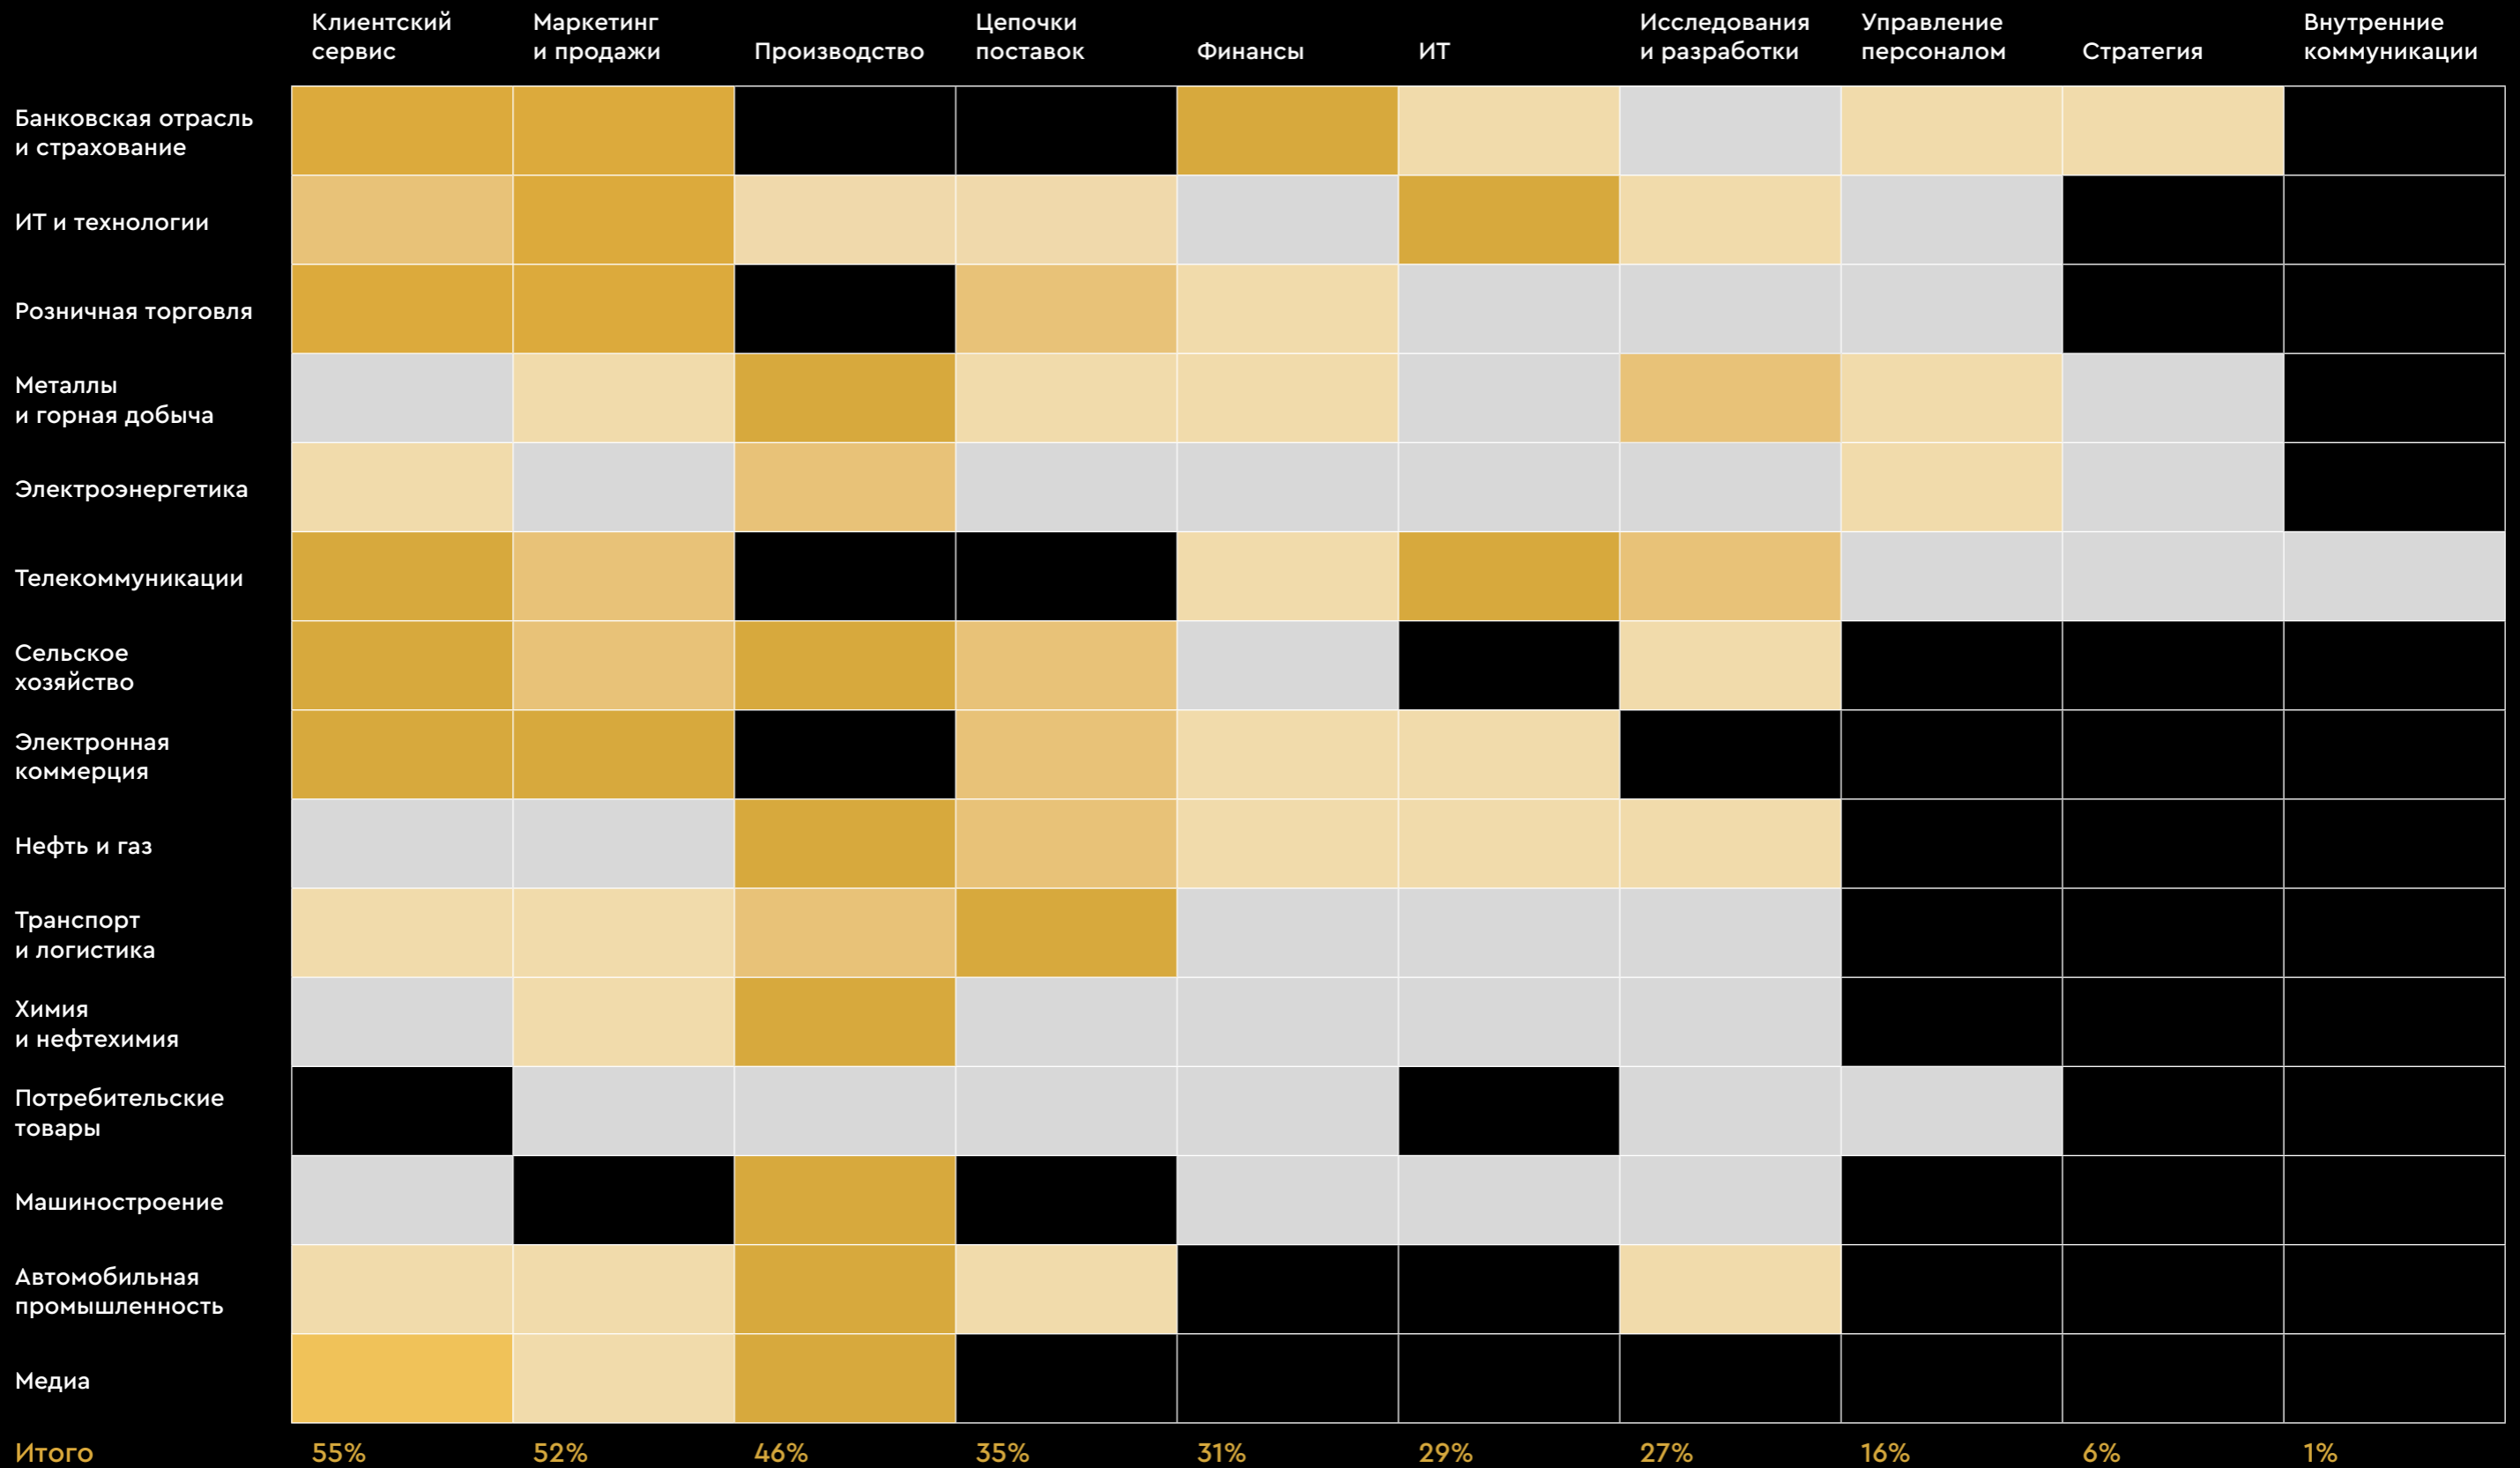 Клиентский
сервис
Маркетинг
и продажи
Производство
Цепочки
поставок
Финансы
ИТ
Исследования
и разработки
Управление
персоналом
Стратегия
Внутренние
коммуникации
Банковская отрасль
и страхование
ИТ и технологии
Розничная торговля
Металлы
и горная добыча
Электроэнергетика
Телекоммуникации
Сельское
хозяйство
Электронная
коммерция
Нефть и газ
Транспорт
и логистика
Химия
и нефтехимия
Потребительские
товары
Машиностроение
Автомобильная
промышленность
Медиа
Итого 55% 52% 46% 35% 31% 29% 27% 16% 6% 1%